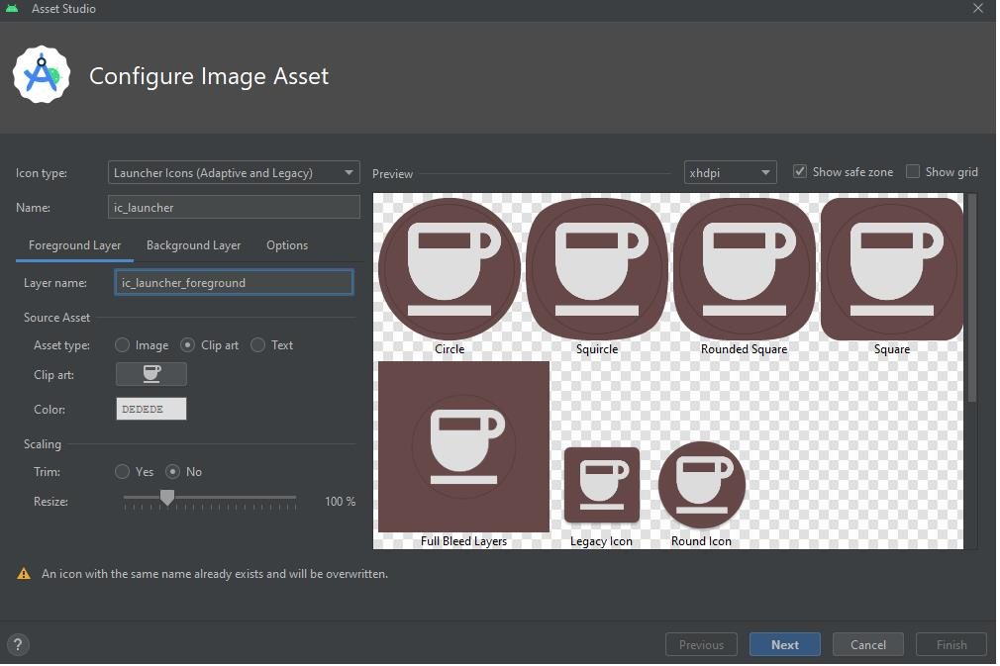 Asset Studio
Configure Image Asset
Icon type: Launcher Icons (Adaptive and Legacy)
Name: ic_launcher
Foreground Layer Background Layer Options
Layer name: ic_launcher_foreground
Source Asset
Asset type: Image Clip art Text
Clip art:
Color: DEDEDE
Scaling
Trim: Yes No
Resize: 100 %
Preview xhdpi Show safe zone Show grid
Circle Squircle Rounded Square Square
Full Bleed Layers Legacy Icon Round Icon
An icon with the same name already exists and will be overwritten.
? Previous Next Cancel Finish